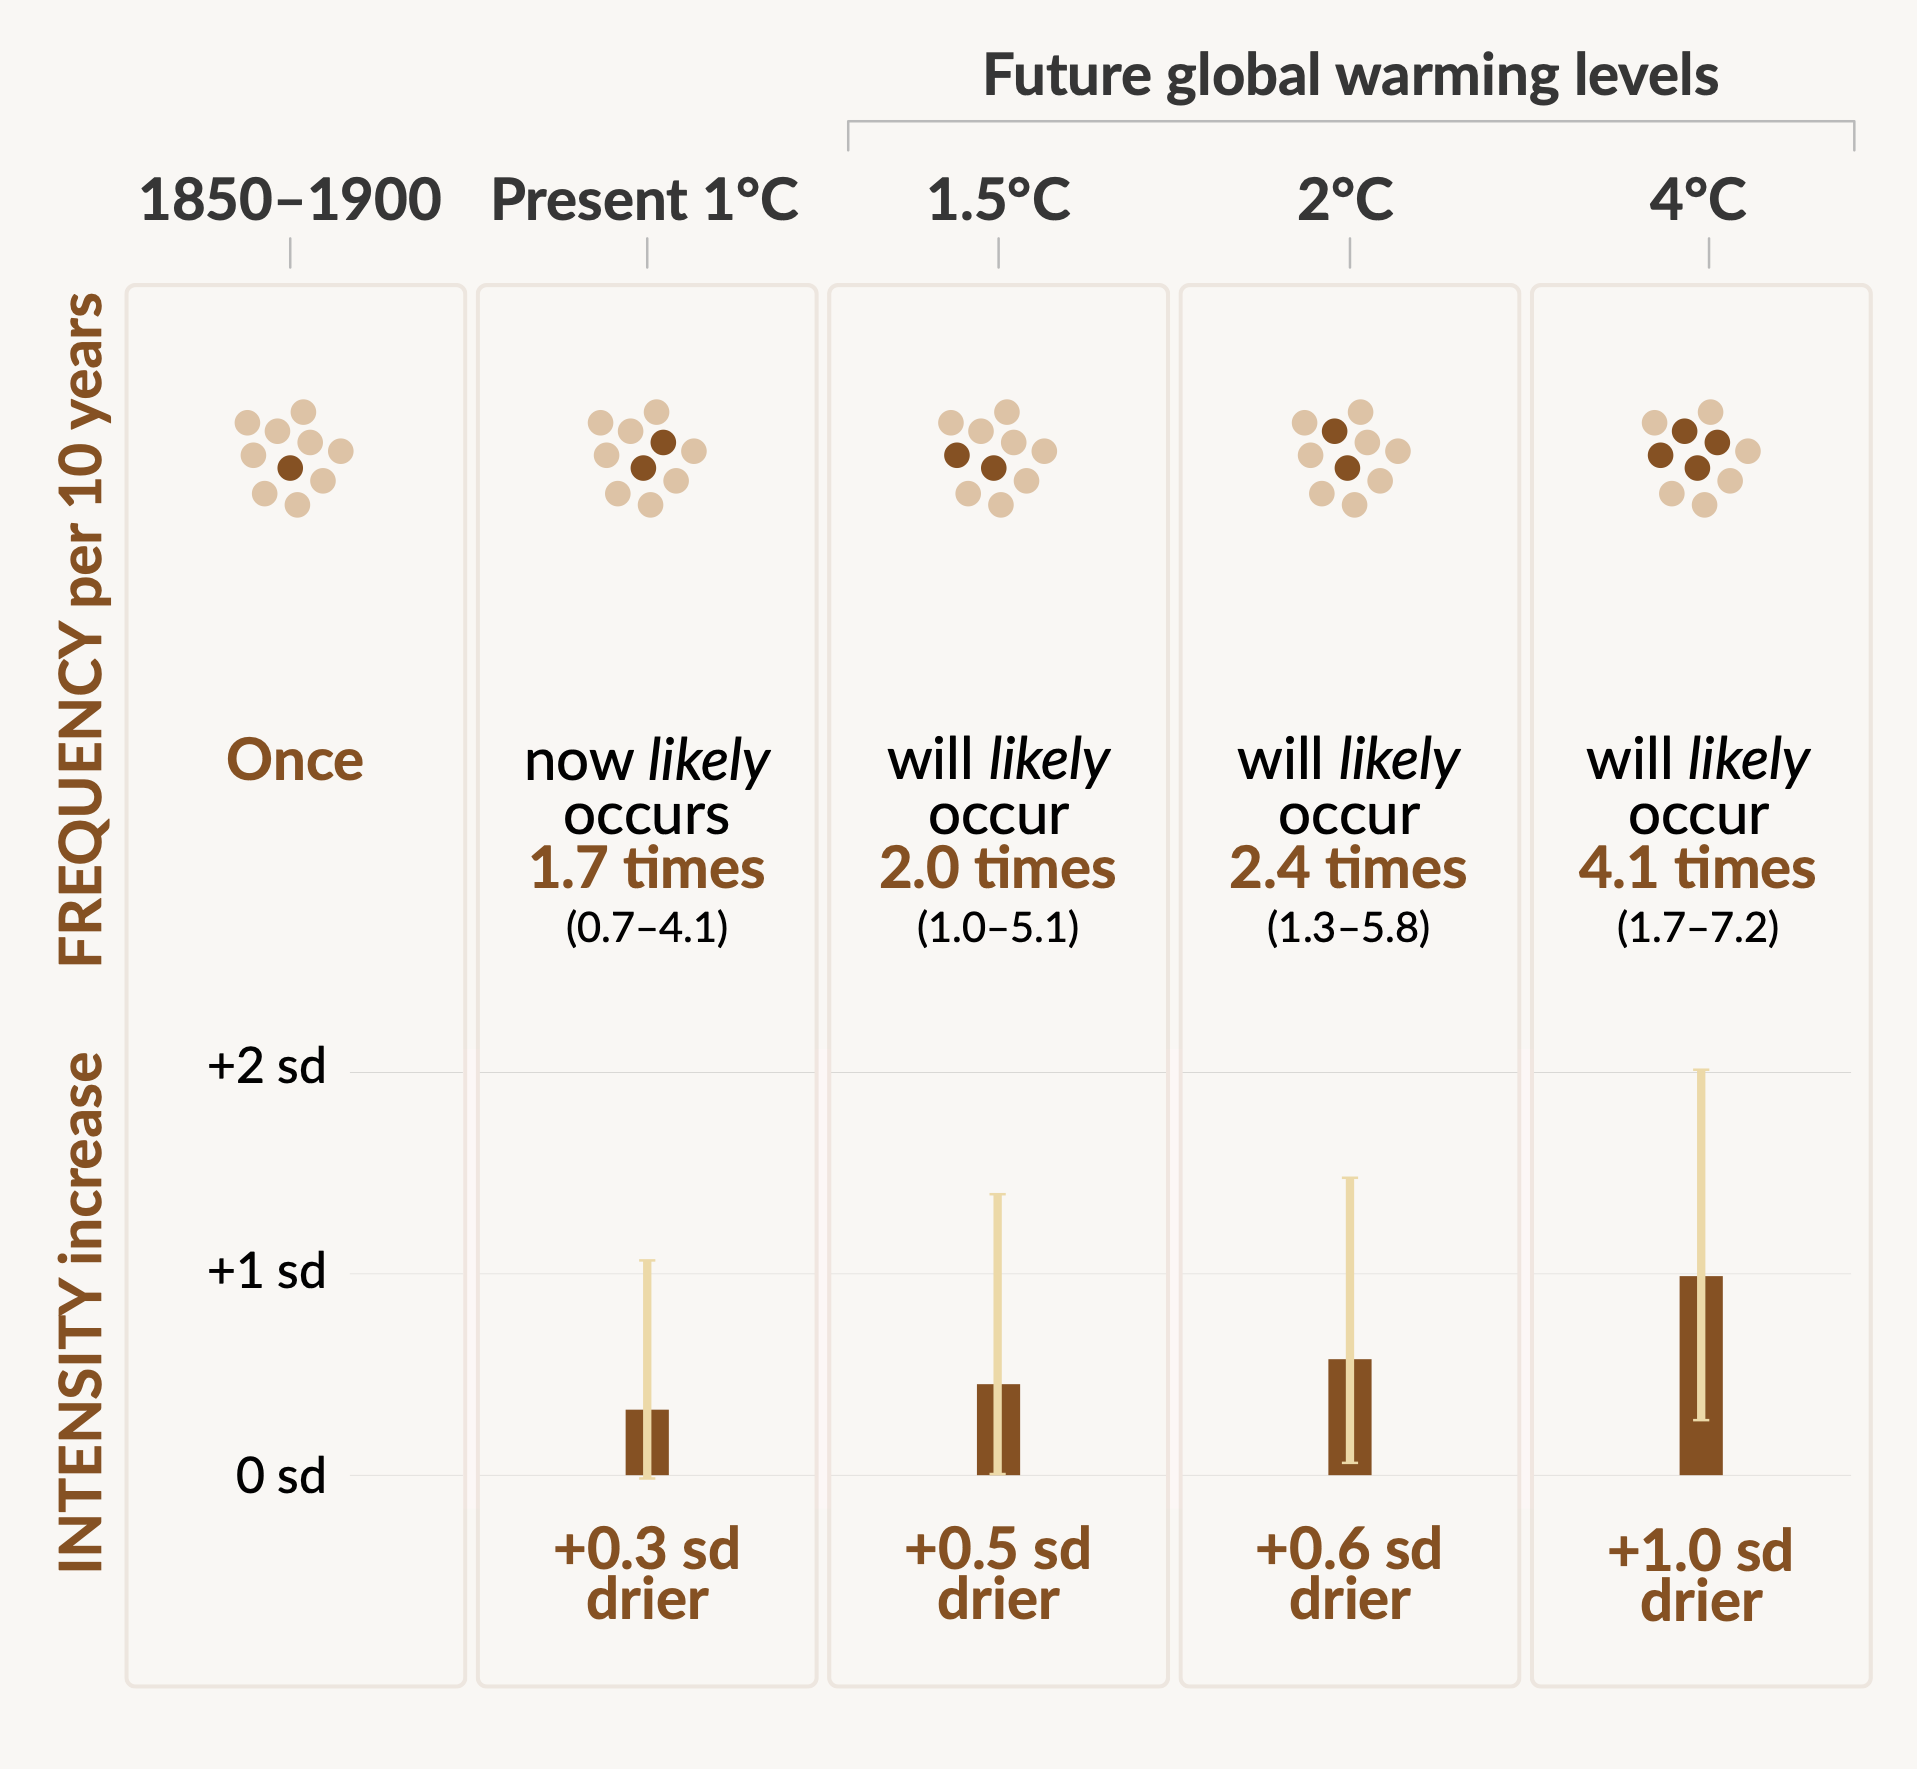 Future global warming levels
1850–1900
Present 1°C
1.5°C
2°C
4°C
FREQUENCY per 10 years
Once
now likely
occurs
1.7 times
(0.7–4.1)
will likely
occur
2.0 times
(1.0–5.1)
will likely
occur
2.4 times
(1.3–5.8)
will likely
occur
4.1 times
(1.7–7.2)
INTENSITY increase
+2 sd
+1 sd
0 sd
+0.3 sd
drier
+0.5 sd
drier
+0.6 sd
drier
+1.0 sd
drier